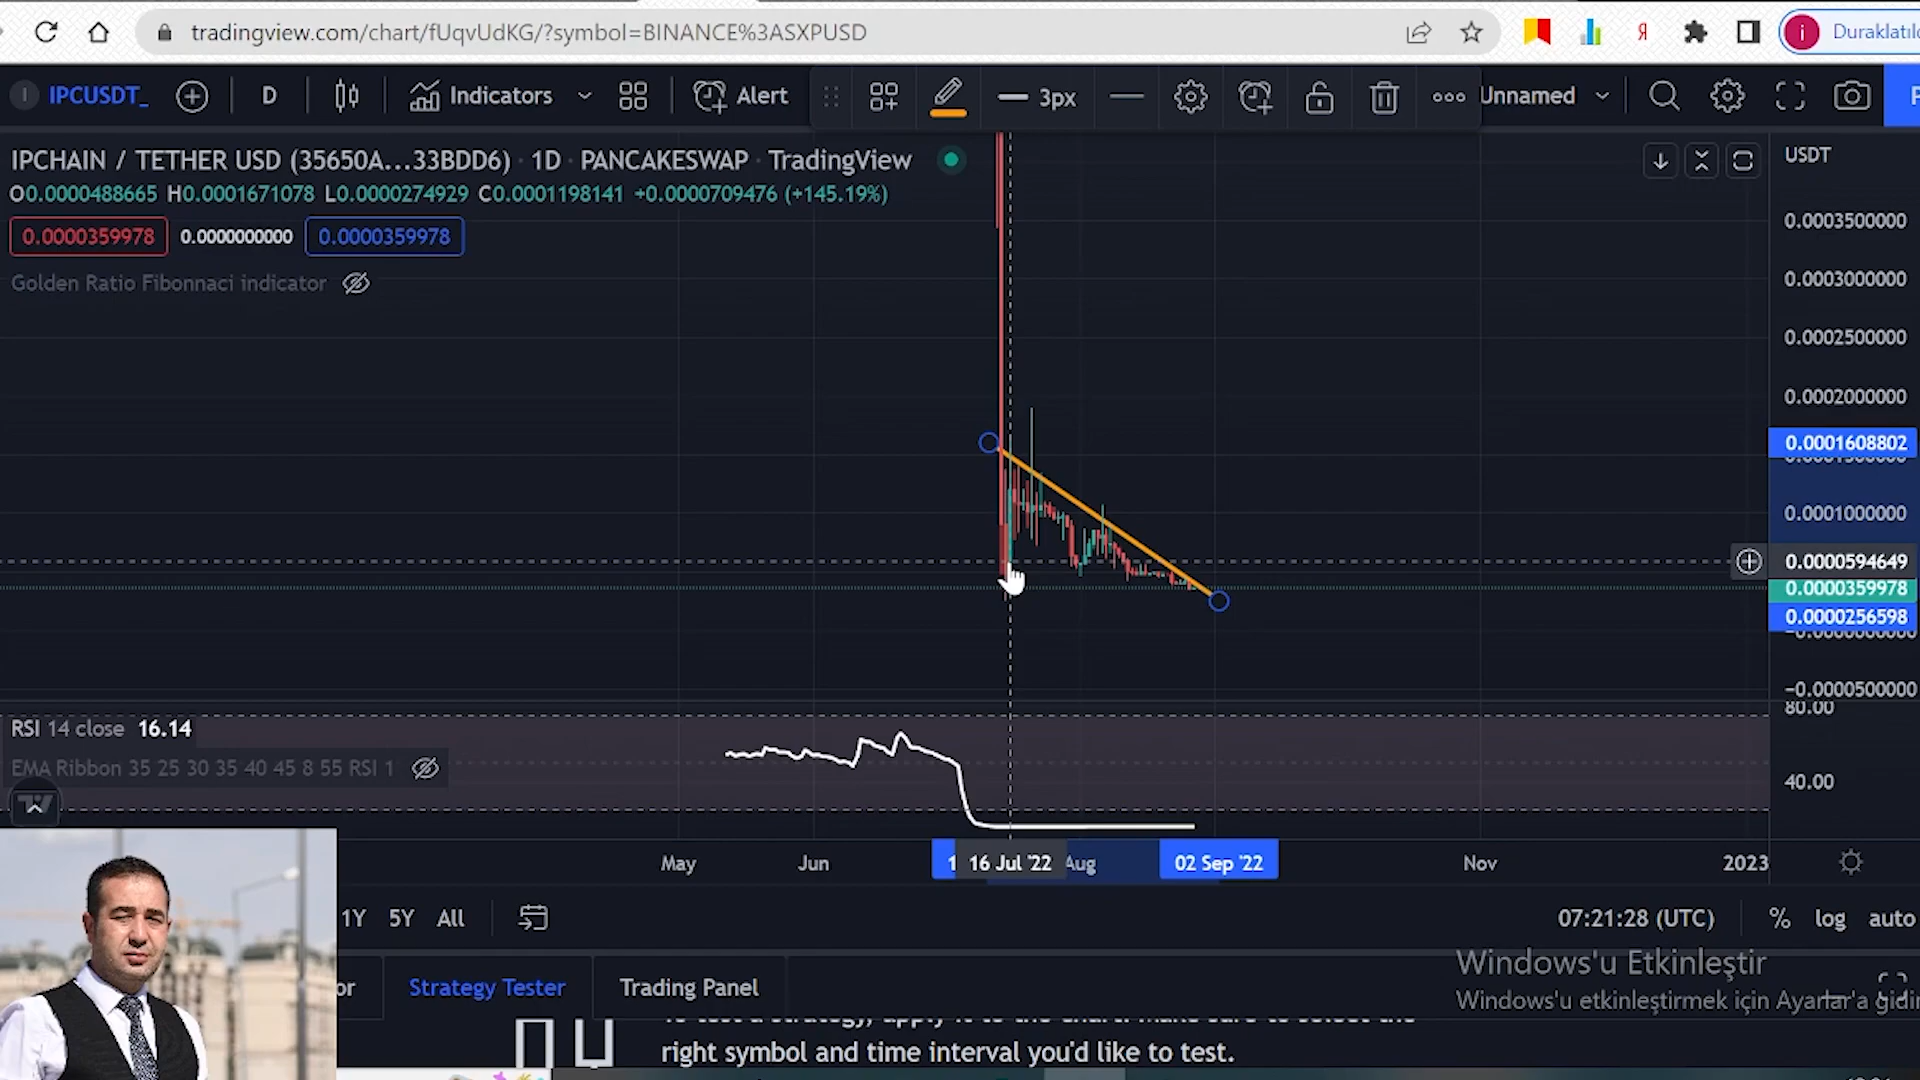 tradingview.com/chart/fUqvUdKG/?symbol=BINANCE%3ASXPUSD
i
IPCUSDT_ D Indicators Alert 3px Unnamed
IPCHAIN / TETHER USD (35650A...33BDD6) · 1D · PANCAKESWAP · TradingView
USDT
O0.0000488665 H0.0001671078 L0.0000274929 C0.0001198141 +0.0000709476 (+145.19%)
0.0003500000
0.0000359978 0.0000000000 0.0000359978
Golden Ratio Fibonnaci indicator
0.0003000000
0.0002500000
0.0002000000
0.0001608802
0.0001000000
0.0000594649
0.0000359978
0.0000256598
−0.0000500000
80.00
RSI 14 close 16.14
EMA Ribbon 35 25 30 35 40 45 8 55 RSI 1
40.00
May Jun 16 Jul '22 Aug 02 Sep '22 Nov 2023
1Y 5Y All
07:21:28 (UTC) % log auto
Windows'u Etkinleştir
Windows'u etkinleştirmek için Ayarlar'a
Strategy Tester Trading Panel
right symbol and time interval you'd like to test.